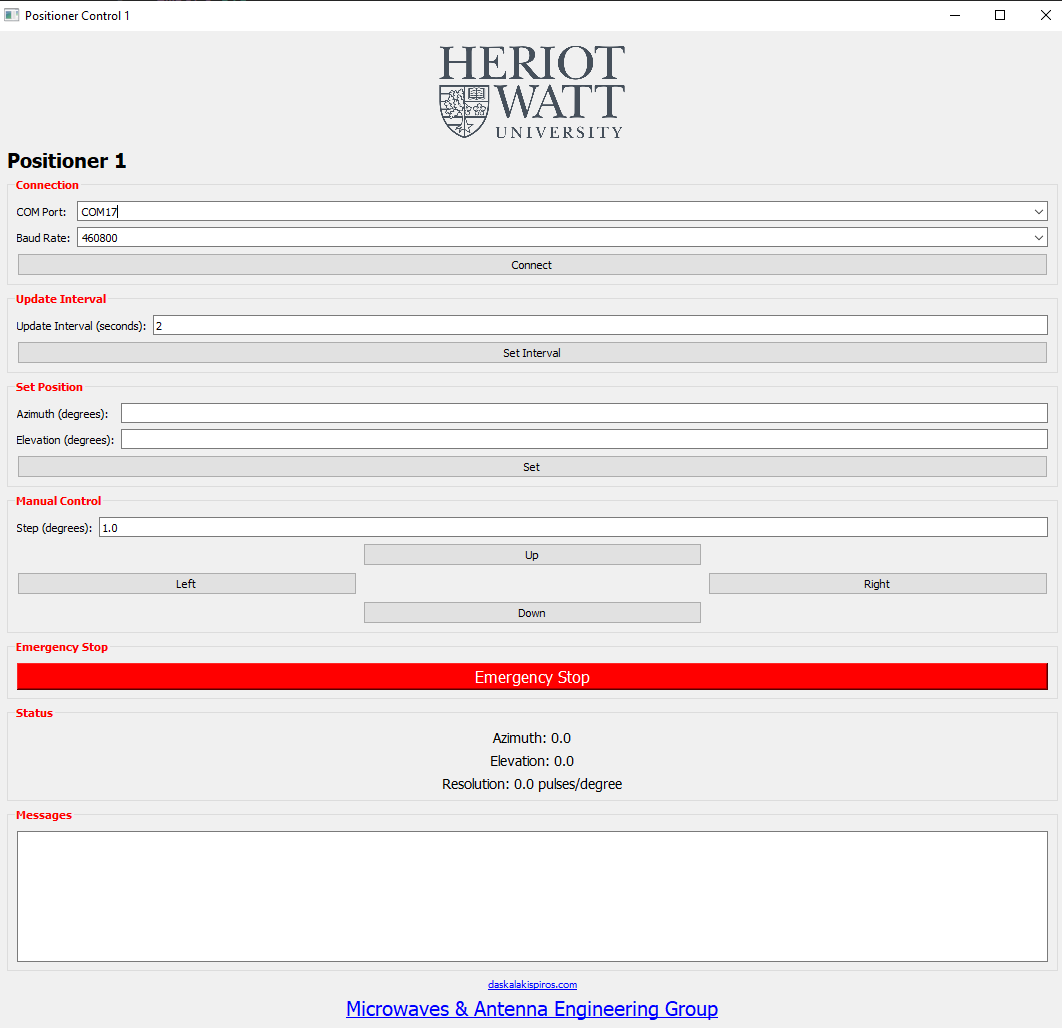 Positioner Control 1
HERIOT
WATT
UNIVERSITY
Positioner 1
Connection
COM Port: COM17
Baud Rate: 460800
Connect
Update Interval
Update Interval (seconds): 2
Set Interval
Set Position
Azimuth (degrees):
Elevation (degrees):
Set
Manual Control
Step (degrees): 1.0
Up
Left Right
Down
Emergency Stop
Emergency Stop
Status
Azimuth: 0.0
Elevation: 0.0
Resolution: 0.0 pulses/degree
Messages
daskalakispiros.com
Microwaves & Antenna Engineering Group